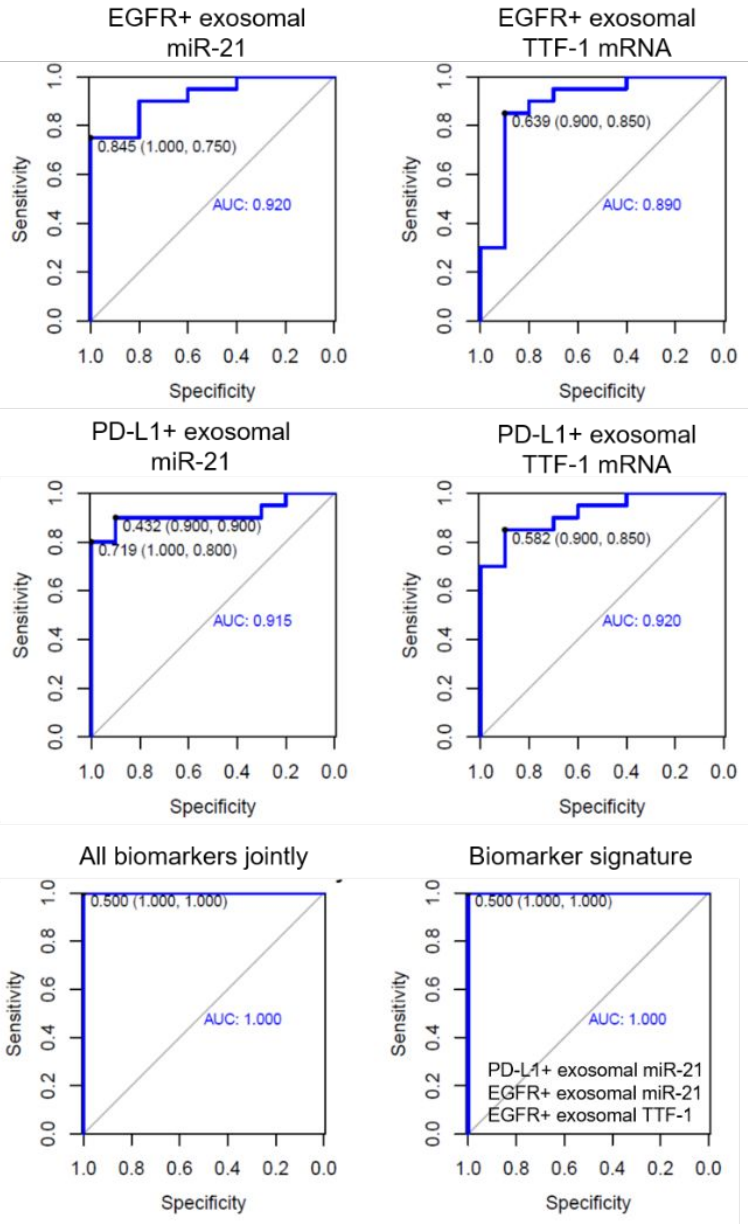 EGFR+ exosomal
miR-21
1.0
0.8
0.6
0.4
0.2
0.0
Sensitivity
0.845 (1.000, 0.750)
AUC: 0.920
1.0 0.8 0.6 0.4 0.2 0.0
Specificity
EGFR+ exosomal
TTF-1 mRNA
1.0
0.8
0.6
0.4
0.2
0.0
Sensitivity
0.639 (0.900, 0.850)
AUC: 0.890
1.0 0.8 0.6 0.4 0.2 0.0
Specificity
PD-L1+ exosomal
miR-21
1.0
0.8
0.6
0.4
0.2
0.0
Sensitivity
0.432 (0.900, 0.900)
0.719 (1.000, 0.800)
AUC: 0.915
1.0 0.8 0.6 0.4 0.2 0.0
Specificity
PD-L1+ exosomal
TTF-1 mRNA
1.0
0.8
0.6
0.4
0.2
0.0
Sensitivity
0.582 (0.900, 0.850)
AUC: 0.920
1.0 0.8 0.6 0.4 0.2 0.0
Specificity
All biomarkers jointly
1.0
0.8
0.6
0.4
0.2
0.0
Sensitivity
0.500 (1.000, 1.000)
AUC: 1.000
1.0 0.8 0.6 0.4 0.2 0.0
Specificity
Biomarker signature
1.0
0.8
0.6
0.4
0.2
0.0
Sensitivity
0.500 (1.000, 1.000)
AUC: 1.000
PD-L1+ exosomal miR-21
EGFR+ exosomal miR-21
EGFR+ exosomal TTF-1
1.0 0.8 0.6 0.4 0.2 0.0
Specificity